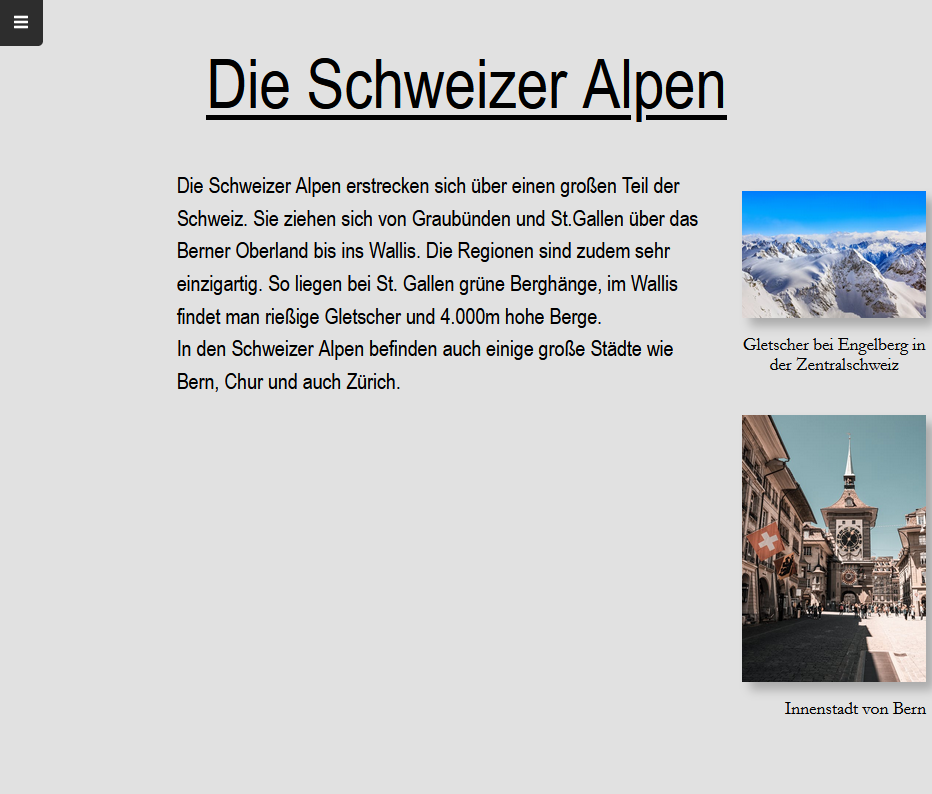 Die Schweizer Alpen
Die Schweizer Alpen erstrecken sich über einen großen Teil der
Schweiz. Sie ziehen sich von Graubünden und St.Gallen über das
Berner Oberland bis ins Wallis. Die Regionen sind zudem sehr
einzigartig. So liegen bei St. Gallen grüne Berghänge, im Wallis
findet man rießige Gletscher und 4.000m hohe Berge.
In den Schweizer Alpen befinden auch einige große Städte wie
Bern, Chur und auch Zürich.
Gletscher bei Engelberg in
der Zentralschweiz
Innenstadt von Bern